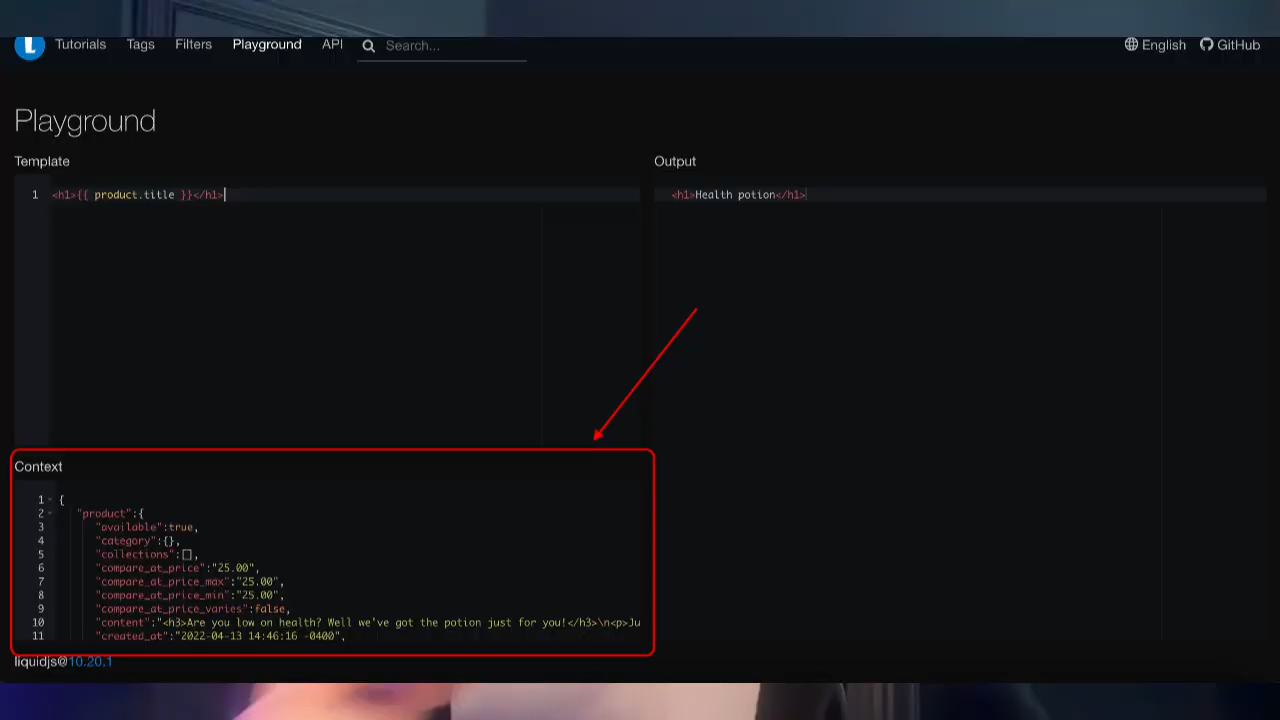 Tutorials Tags Filters Playground API Search... English GitHub
Playground
Template
1 <h1>{{ product.title }}</h1>
Output
<h1>Health potion</h1>
Context
1 {
2 "product":{
3 "available":true,
4 "category":{},
5 "collections":[],
6 "compare_at_price":"25.00",
7 "compare_at_price_max":"25.00",
8 "compare_at_price_min":"25.00",
9 "compare_at_price_varies":false,
10 "content":"<h3>Are you low on health? Well we've got the potion just for you!</h3>\n<p>Ju
11 "created_at":"2022-04-13 14:46:16 -0400",
liquidjs@10.20.1